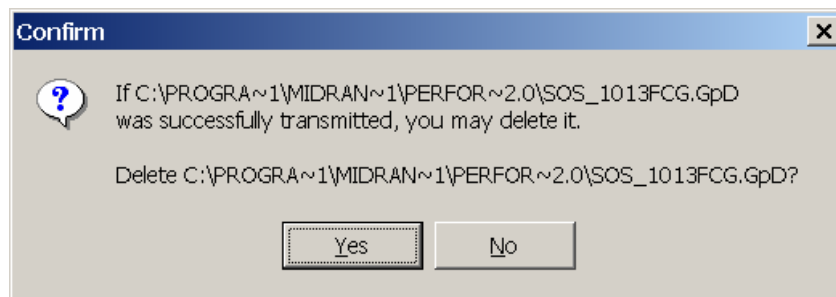 Confirm
If C:\PROGRA~1\MIDRAN~1\PERFOR~2.0\SOS_1013FCG.GpD
was successfully transmitted, you may delete it.
Delete C:\PROGRA~1\MIDRAN~1\PERFOR~2.0\SOS_1013FCG.GpD?
Yes No